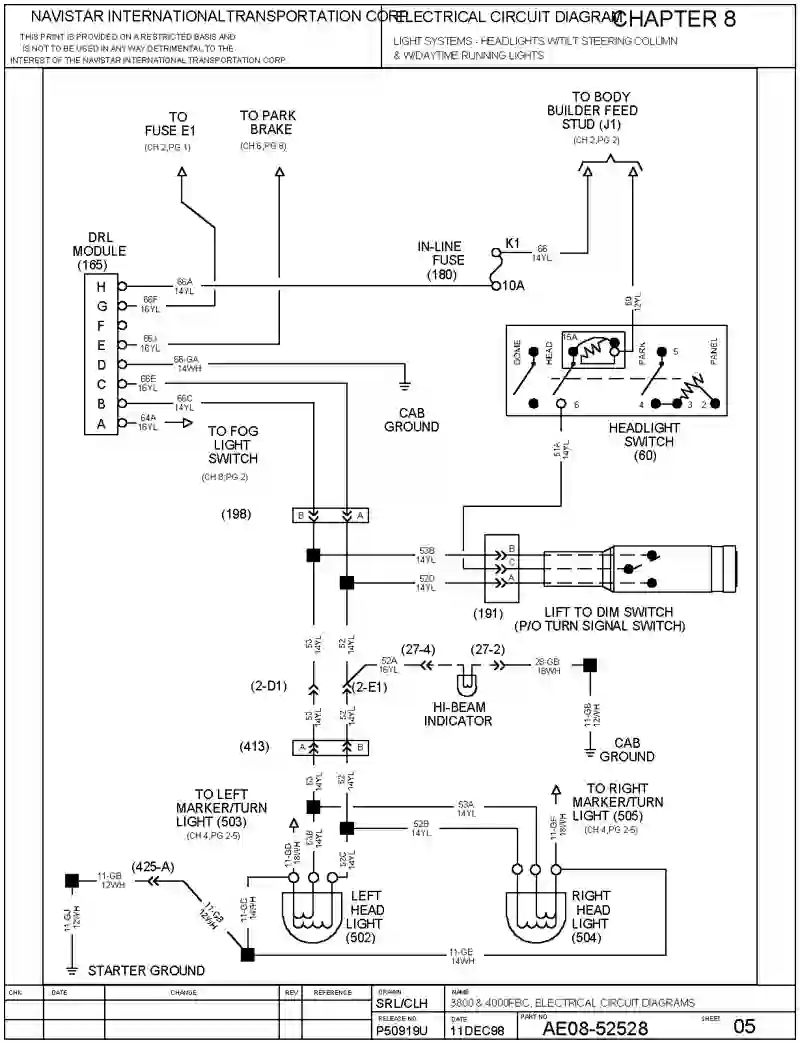 NAVISTAR INTERNATIONAL TRANSPORTATION CORP
THIS PRINT IS PROVIDED ON A RESTRICTED BASIS AND
IS NOT TO BE USED IN ANY WAY DETRIMENTAL TO THE
INTEREST OF THE NAVISTAR INTERNATIONAL TRANSPORTATION CORP
ELECTRICAL CIRCUIT DIAGRAM
CHAPTER 8
LIGHT SYSTEMS - HEADLIGHTS W/TILT STEERING COLUMN
& W/DAYTIME RUNNING LIGHTS
TO
FUSE E1
(CH 2,PG 1)
TO PARK
BRAKE
(CH 6,PG 8)
TO BODY
BUILDER FEED
STUD (J1)
(CH 2,PG 2)
DRL
MODULE
(165)
IN-LINE
FUSE
(180)
K1
66
14YL
10A
H
66A
14YL
G
66F
16YL
F
E
66J
16YL
D
66-GA
14WH
C
66E
16YL
B
66C
14YL
A
64A
16YL
CAB
GROUND
TO FOG
LIGHT
SWITCH
(CH 8,PG 2)
12YL
DOME
HEAD
15A
PARK
PANEL
5
6
4
3
2
HEADLIGHT
SWITCH
(60)
51A
14YL
(198)
B
A
53B
14YL
52D
14YL
B
C
A
(191)
LIFT TO DIM SWITCH
(P/O TURN SIGNAL SWITCH)
53
14YL
52
14YL
52A
16YL
(27-4)
(27-2)
28-GB
18WH
(2-D1)
(2-E1)
HI-BEAM
INDICATOR
11-GB
12WH
CAB
GROUND
53
14YL
52
14YL
(413)
A
B
53
14YL
52
14YL
TO LEFT
MARKER/TURN
LIGHT (503)
(CH 4,PG 2-5)
TO RIGHT
MARKER/TURN
LIGHT (505)
(CH 4,PG 2-5)
53A
14YL
52B
14YL
11-GD
18WH
53B
14YL
52C
14YL
11-GF
18WH
(425-A)
11-GB
12WH
11-GJ
12WH
11-GB
12WH
11-GD
14WH
LEFT
HEAD
LIGHT
(502)
RIGHT
HEAD
LIGHT
(504)
11-GE
14WH
STARTER GROUND
CHK
DATE
CHANGE
REV
REFERENCE
DRAWN
SRL/CLH
NAME
3800 & 4000FBC, ELECTRICAL CIRCUIT DIAGRAMS
RELEASE NO.
P50919U
DATE
11DEC98
PART NO
AE08-52528
SHEET
05